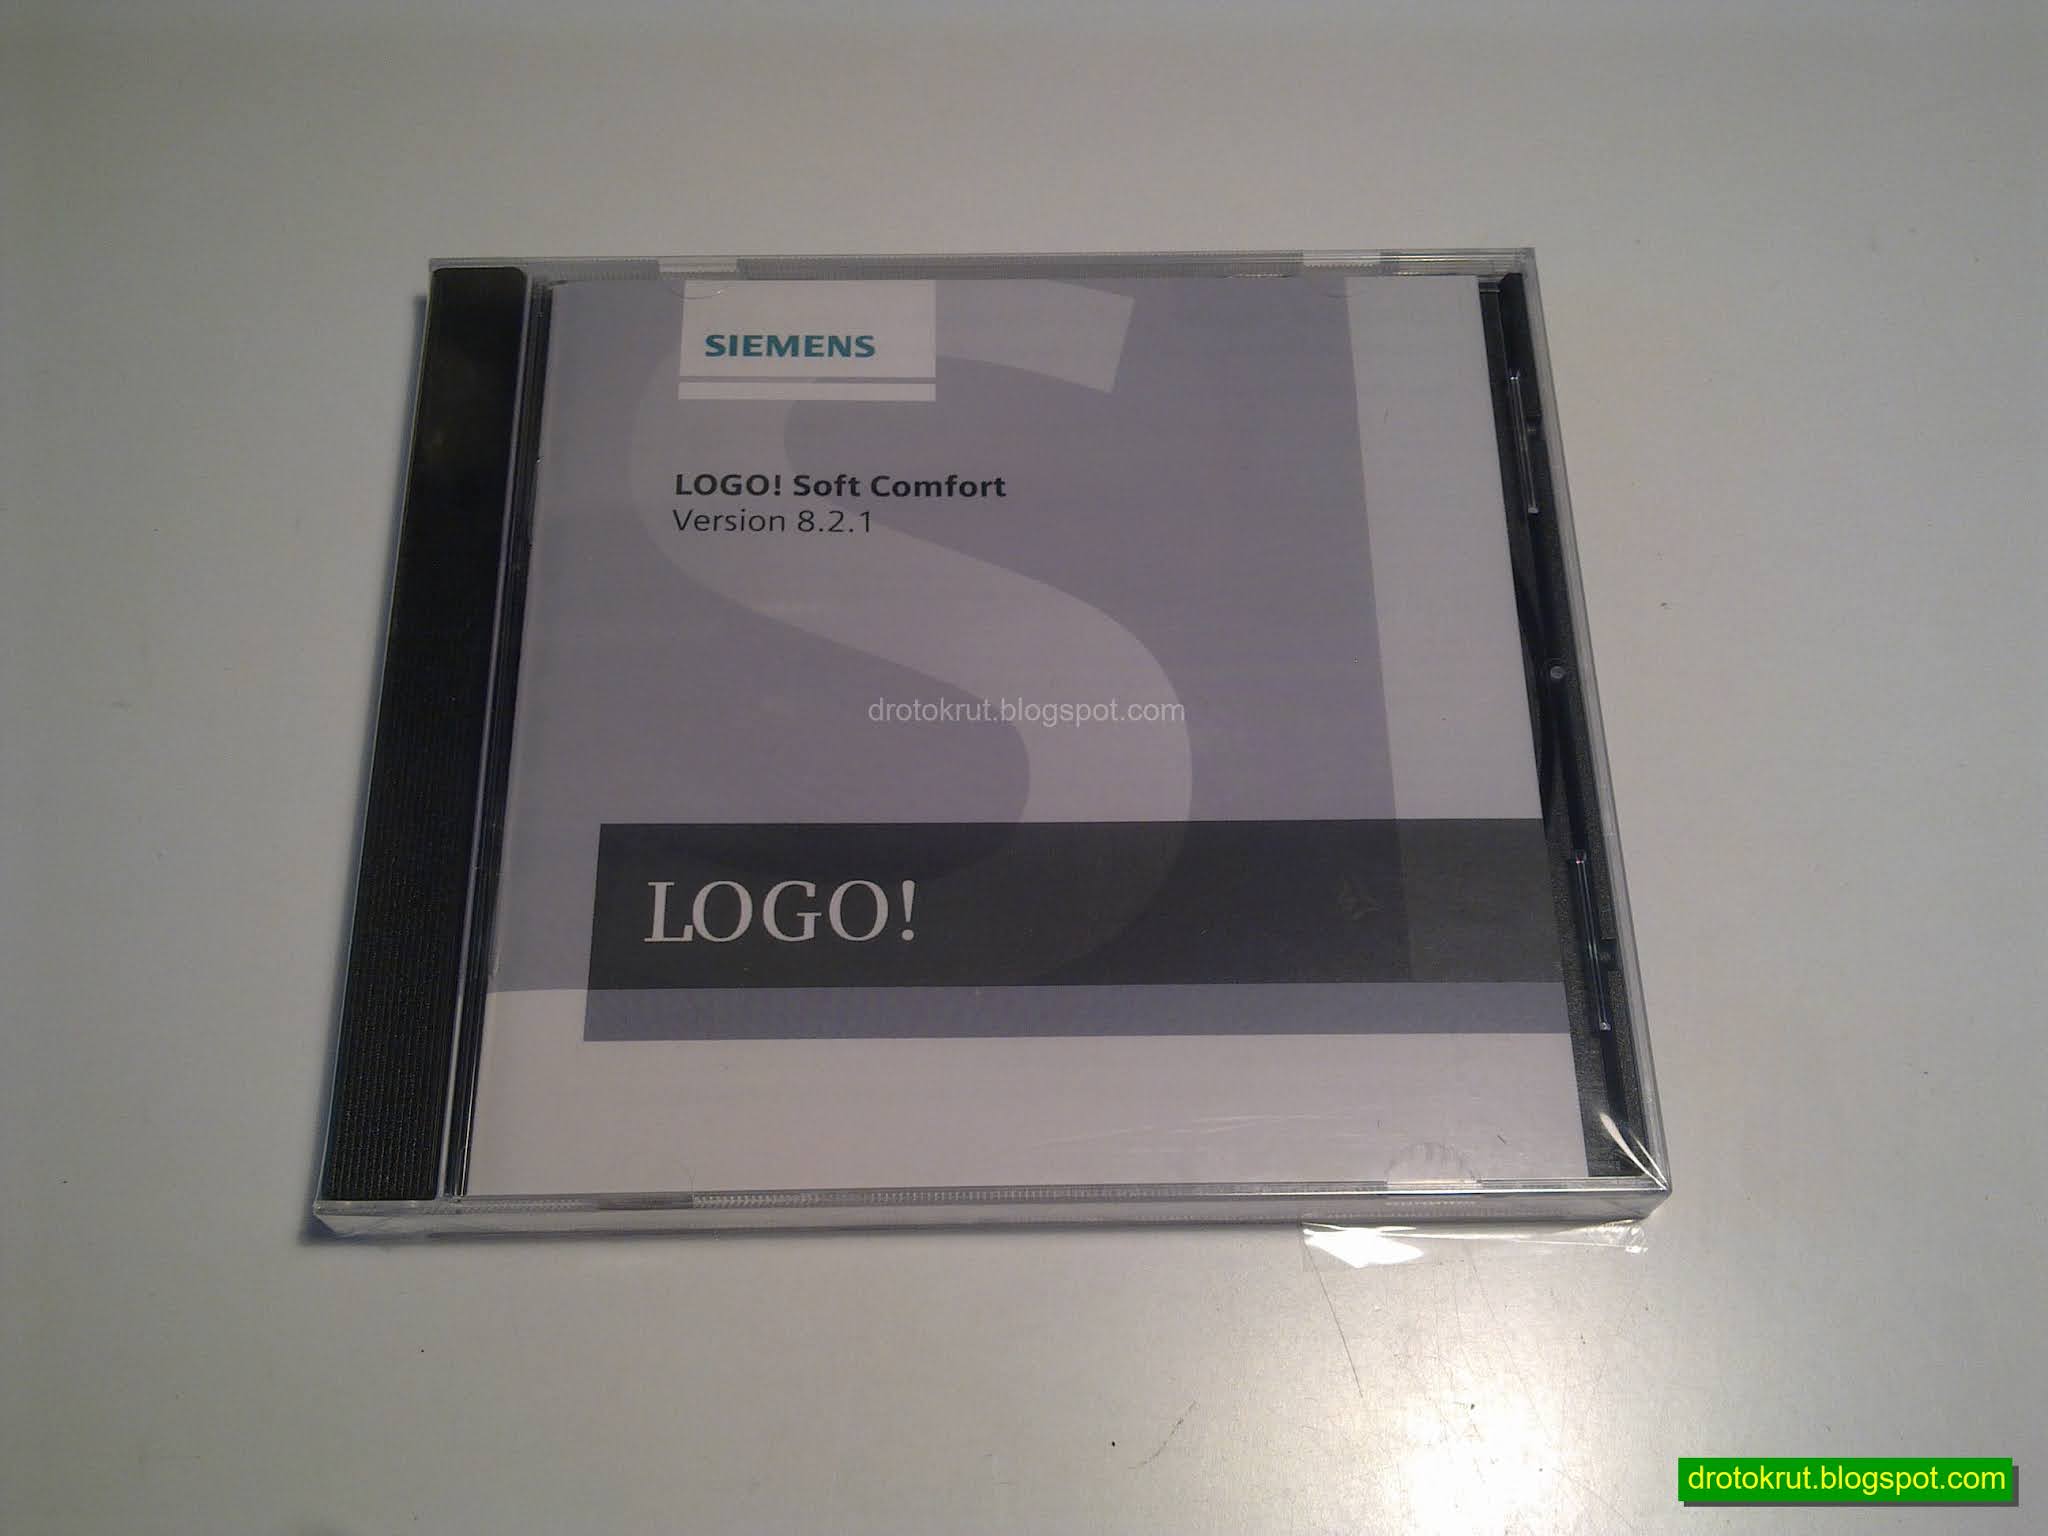 SIEMENS
LOGO! Soft Comfort
Version 8.2.1
drotokrut.blogspot.com
LOGO!
drotokrut.blogspot.com